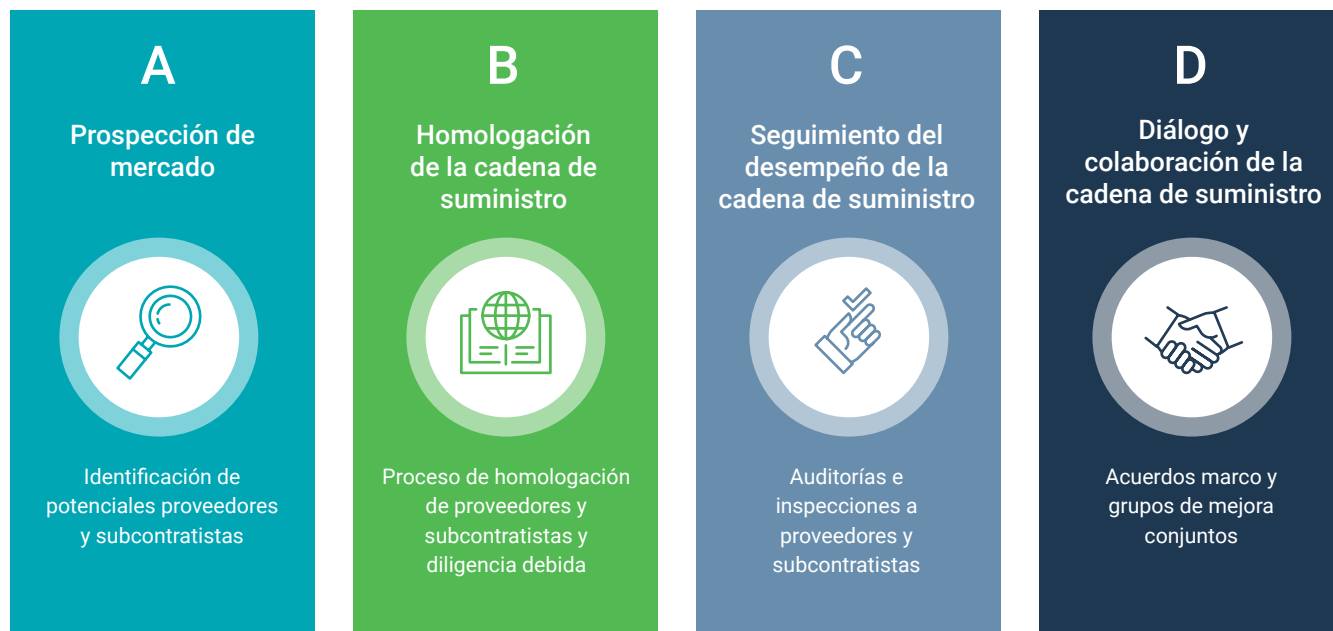 A
Prospección de
mercado
Identificación de
potenciales proveedores
y subcontratistas
B
Homologación
de la cadena de
suministro
Proceso de homologación
de proveedores y
subcontratistas y
diligencia debida
C
Seguimiento del
desempeño de la
cadena de suministro
Auditorías e
inspecciones a
proveedores y
subcontratistas
D
Diálogo y
colaboración de la
cadena de suministro
Acuerdos marco y
grupos de mejora
conjuntos